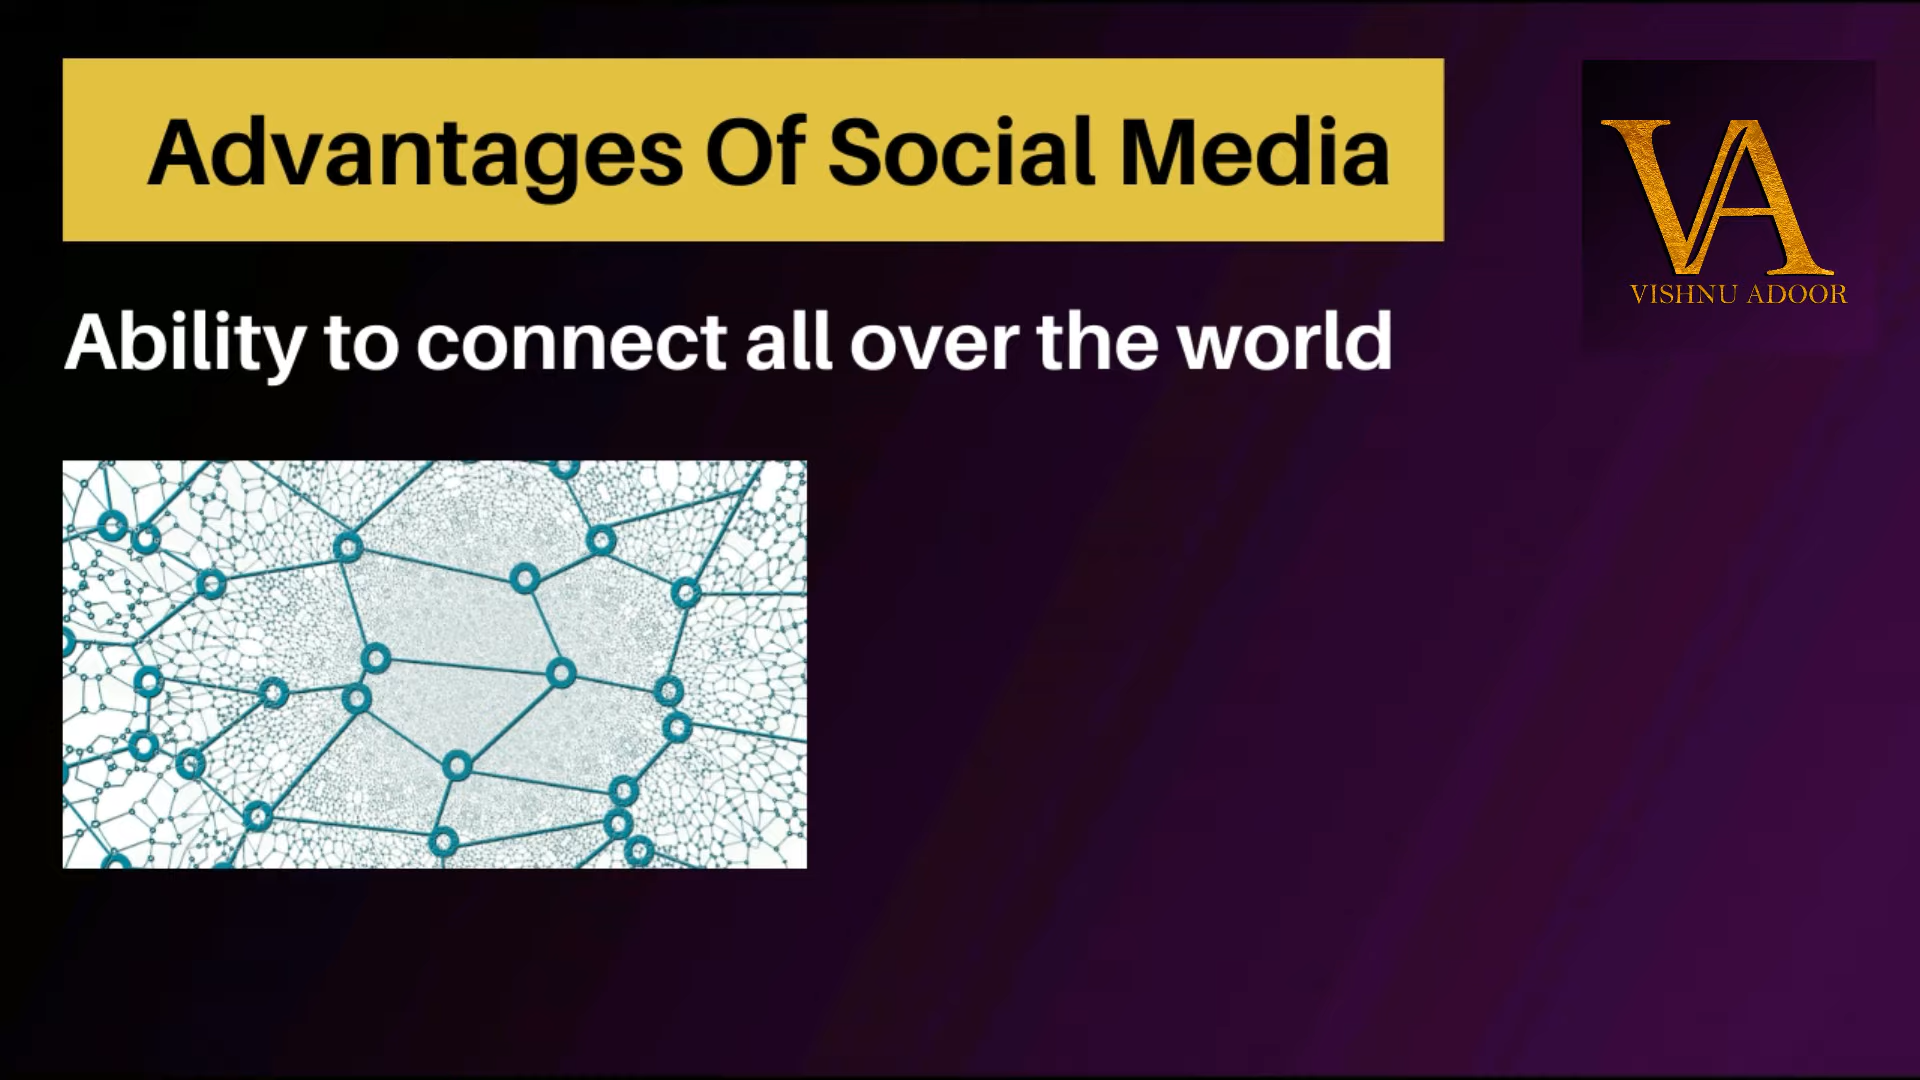 Advantages Of Social Media
VA
VISHNU ADOOR
Ability to connect all over the world